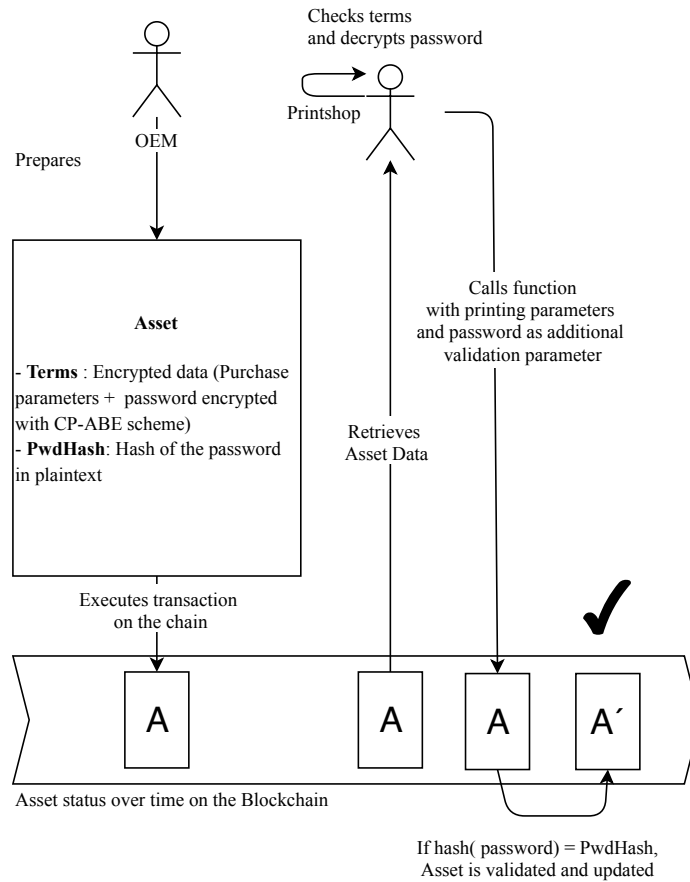 Checks terms
and decrypts password
Printshop
OEM
Prepares
Asset
- Terms : Encrypted data (Purchase
parameters + password encrypted
with CP-ABE scheme)
- PwdHash: Hash of the password
in plaintext
Calls function
with printing parameters
and password as additional
validation parameter
Retrieves
Asset Data
Executes transaction
on the chain
A
A
A
A´
Asset status over time on the Blockchain
If hash( password) = PwdHash,
Asset is validated and updated